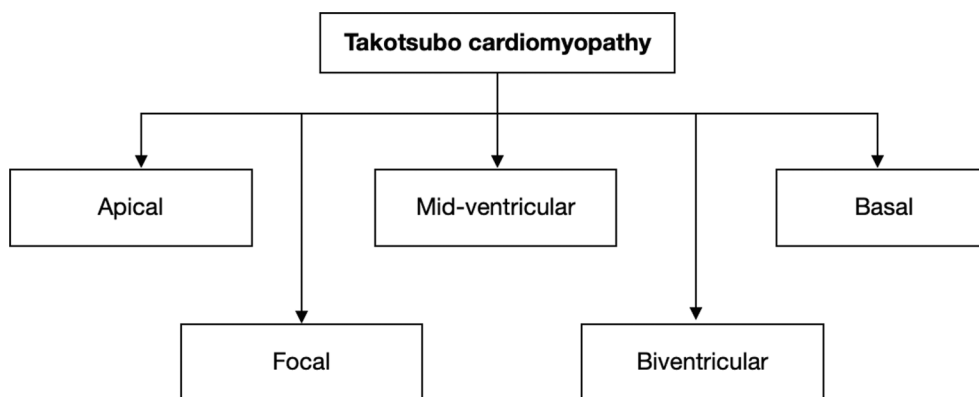 Takotsubo cardiomyopathy
Apical
Mid-ventricular
Basal
Focal
Biventricular